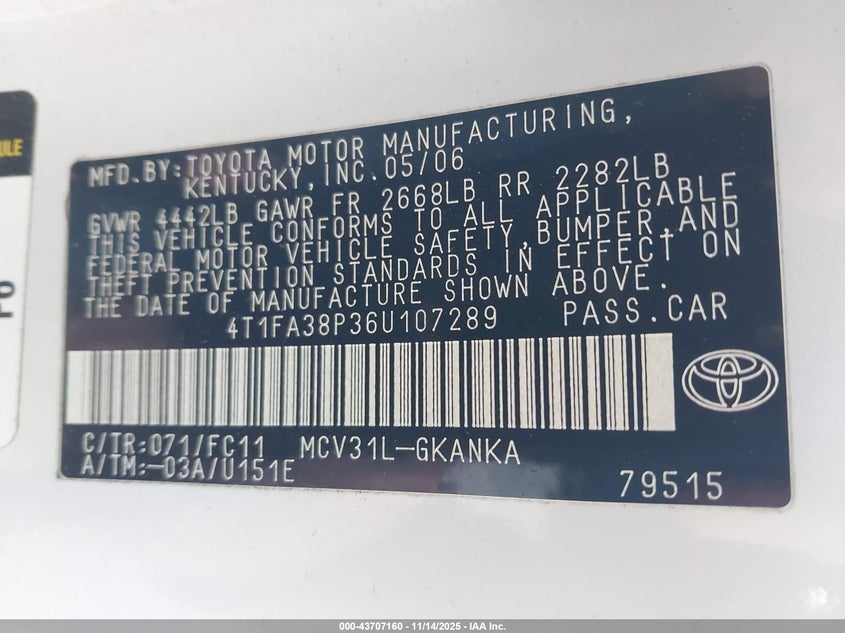 ULE
PO
MFD.BY:TOYOTA MOTOR MANUFACTURING,
KENTUCKY,INC.05/06
GVWR 4442LB GAWR FR 2668LB RR 2282LB
THIS VEHICLE CONFORMS TO ALL APPLICABLE
FEDERAL MOTOR VEHICLE SAFETY,BUMPER,AND
THEFT PREVENTION STANDARDS IN EFFECT ON
THE DATE OF MANUFACTURE SHOWN ABOVE.
4T1FA38P36U107289 PASS.CAR
C/TR:071/FC11 MCV31L-GKANKA
A/TM:-03A/U151E
79515
000-43707160 - 11/14/2025 - IAA Inc.